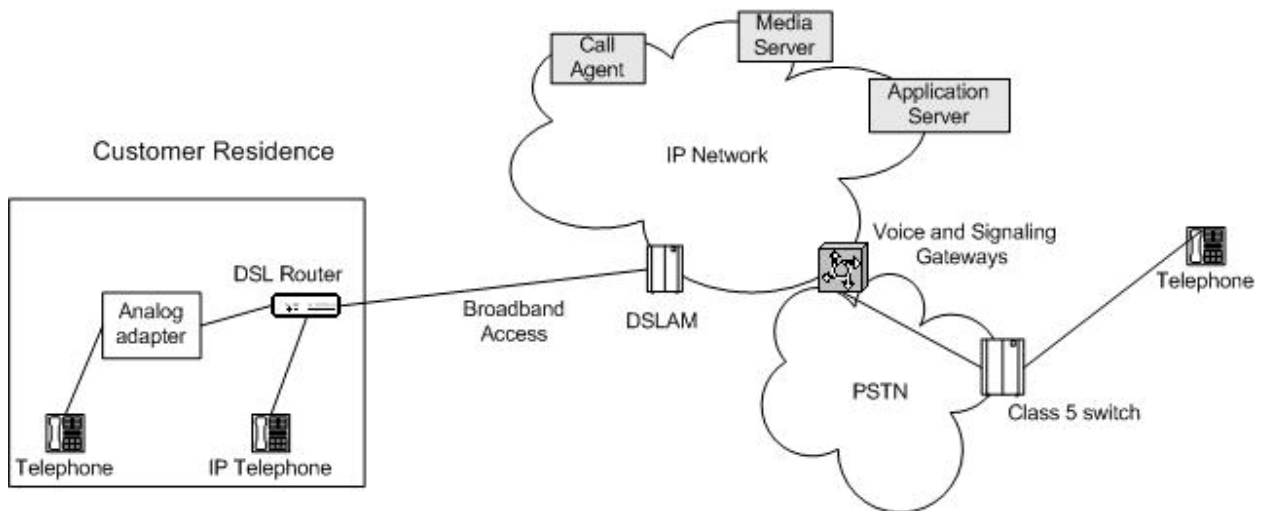 Call
Agent
Media
Server
Application
Server
IP Network
Customer Residence
Voice and Signaling
Gateways
DSL Router
Telephone
Analog
adapter
Broadband
Access
DSLAM
PSTN
Class 5 switch
Telephone
IP Telephone